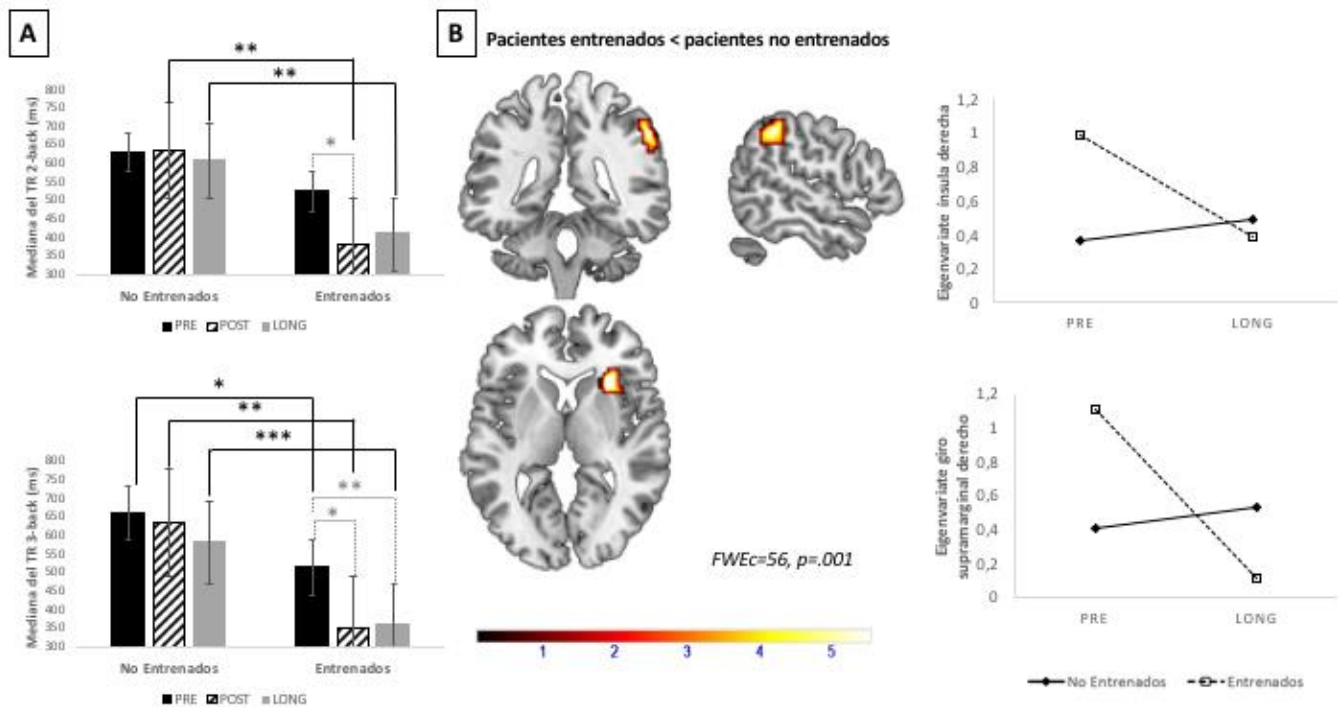 A
**
**
Mediana del TR 2-back (ms)
800
750
700
650
600
550
500
450
400
350
300
*
No Entrenados
Entrenados
PRE
POST
LONG
*
**
***
Mediana del TR 3-back (ms)
800
750
700
650
600
550
500
450
400
350
300
**
*
No Entrenados
Entrenados
PRE
POST
LONG
B
Pacientes entrenados < pacientes no entrenados
FWEc=56, p=.001
1 2 3 4 5
Eigenvariate ínsula derecha
1,2
1
0,8
0,6
0,4
0,2
0
PRE
LONG
Eigenvariate giro
supramarginal derecho
1,2
1
0,8
0,6
0,4
0,2
0
PRE
LONG
No Entrenados
Entrenados